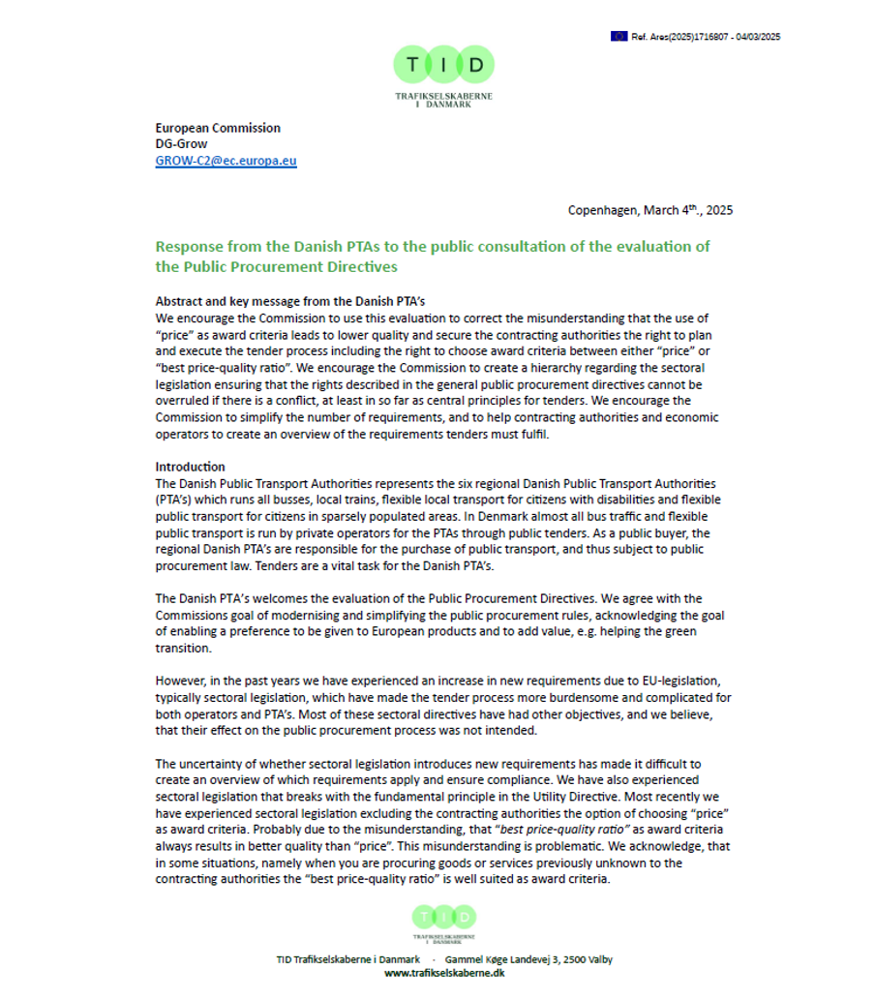 Ref. Ares(2025)1716807 - 04/03/2025
T I D
TRAFIKSELSKABERNE
I DANMARK
European Commission
DG-Grow
GROW-C2@ec.europa.eu
Copenhagen, March 4th., 2025
Response from the Danish PTAs to the public consultation of the evaluation of
the Public Procurement Directives
Abstract and key message from the Danish PTA’s
We encourage the Commission to use this evaluation to correct the misunderstanding that the use of
“price” as award criteria leads to lower quality and secure the contracting authorities the right to plan
and execute the tender process including the right to choose award criteria between either “price” or
“best price-quality ratio”. We encourage the Commission to create a hierarchy regarding the sectoral
legislation ensuring that the rights described in the general public procurement directives cannot be
overruled if there is a conflict, at least in so far as central principles for tenders. We encourage the
Commission to simplify the number of requirements, and to help contracting authorities and economic
operators to create an overview of the requirements tenders must fulfil.
Introduction
The Danish Public Transport Authorities represents the six regional Danish Public Transport Authorities
(PTA’s) which runs all busses, local trains, flexible local transport for citizens with disabilities and flexible
public transport for citizens in sparsely populated areas. In Denmark almost all bus traffic and flexible
public transport is run by private operators for the PTAs through public tenders. As a public buyer, the
regional Danish PTA’s are responsible for the purchase of public transport, and thus subject to public
procurement law. Tenders are a vital task for the Danish PTA’s.
The Danish PTA’s welcomes the evaluation of the Public Procurement Directives. We agree with the
Commissions goal of modernising and simplifying the public procurement rules, acknowledging the goal
of enabling a preference to be given to European products and to add value, e.g. helping the green
transition.
However, in the past years we have experienced an increase in new requirements due to EU-legislation,
typically sectoral legislation, which have made the tender process more burdensome and complicated for
both operators and PTA’s. Most of these sectoral directives have had other objectives, and we believe,
that their effect on the public procurement process was not intended.
The uncertainty of whether sectoral legislation introduces new requirements has made it difficult to
create an overview of which requirements apply and ensure compliance. We have also experienced
sectoral legislation that breaks with the fundamental principle in the Utility Directive. Most recently we
have experienced sectoral legislation excluding the contracting authorities the option of choosing “price”
as award criteria. Probably due to the misunderstanding, that “best price-quality ratio” as award criteria
always results in better quality than “price”. This misunderstanding is problematic. We acknowledge, that
in some situations, namely when you are procuring goods or services previously unknown to the
contracting authorities the “best price-quality ratio” is well suited as award criteria.
T I D
TRAFIKSELSKABERNE
I DANMARK
TID Trafikselskaberne i Danmark · Gammel Køge Landevej 3, 2500 Valby
www.trafikselskaberne.dk